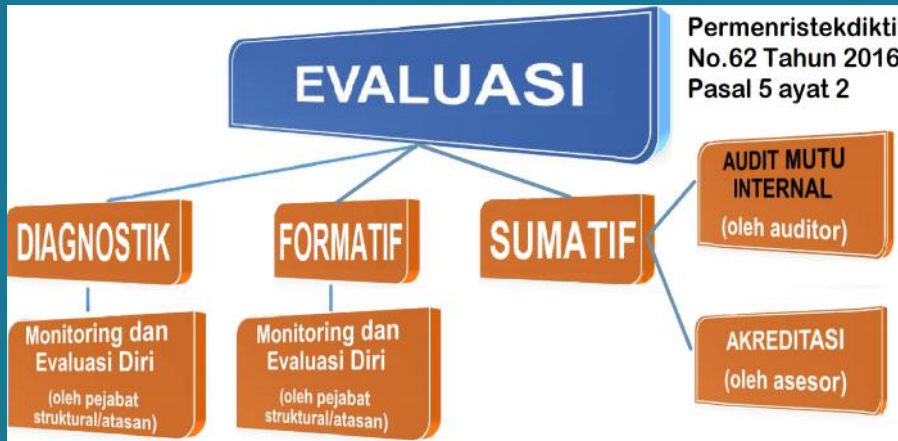 EVALUASI
Permenristekdikti
No.62 Tahun 2016
Pasal 5 ayat 2
DIAGNOSTIK
FORMATIF
SUMATIF
AUDIT MUTU
INTERNAL
(oleh auditor)
Monitoring dan
Evaluasi Diri
(oleh pejabat
struktural/atasan)
Monitoring dan
Evaluasi Diri
(oleh pejabat
struktural/atasan)
AKREDITASI
(oleh asesor)